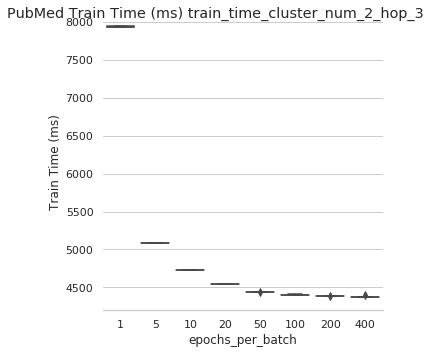 PubMed Train Time (ms) train_time_cluster_num_2_hop_3
8000
7500
7000
6500
6000
5500
5000
4500
Train Time (ms)
1 5 10 20 50 100 200 400
epochs_per_batch